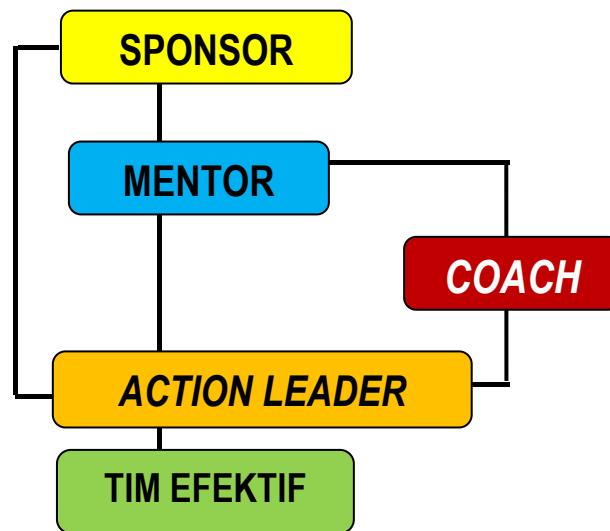 SPONSOR
MENTOR
COACH
ACTION LEADER
TIM EFEKTIF